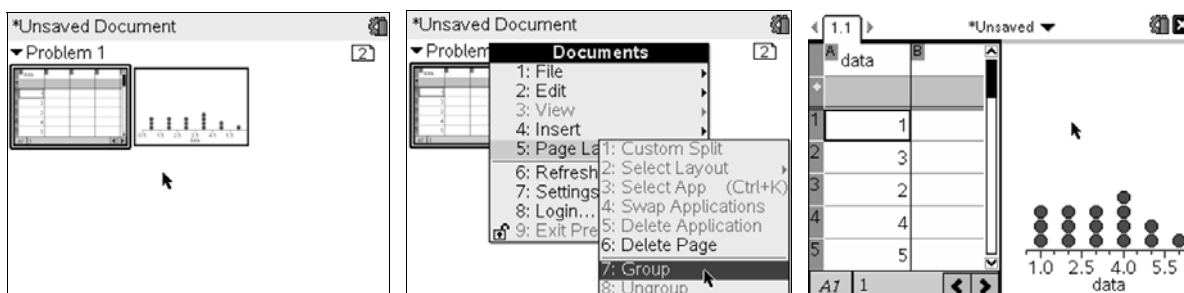 *Unsaved Document
Problem 1
2
data
A1 1
data
*Unsaved Document
Problem
2
Documents
1: File
2: Edit
3: View
4: Insert
5: Page La
6: Refresh
7: Settings
8: Login...
9: Exit Pre
1: Custom Split
2: Select Layout
3: Select App (Ctrl+K)
4: Swap Applications
5: Delete Application
6: Delete Page
7: Group
8: Ungroup
1.1 *Unsaved
A data B
1 1
2 3
3 2
4 4
5 5
A1 1
1.0 2.5 4.0 5.5
data